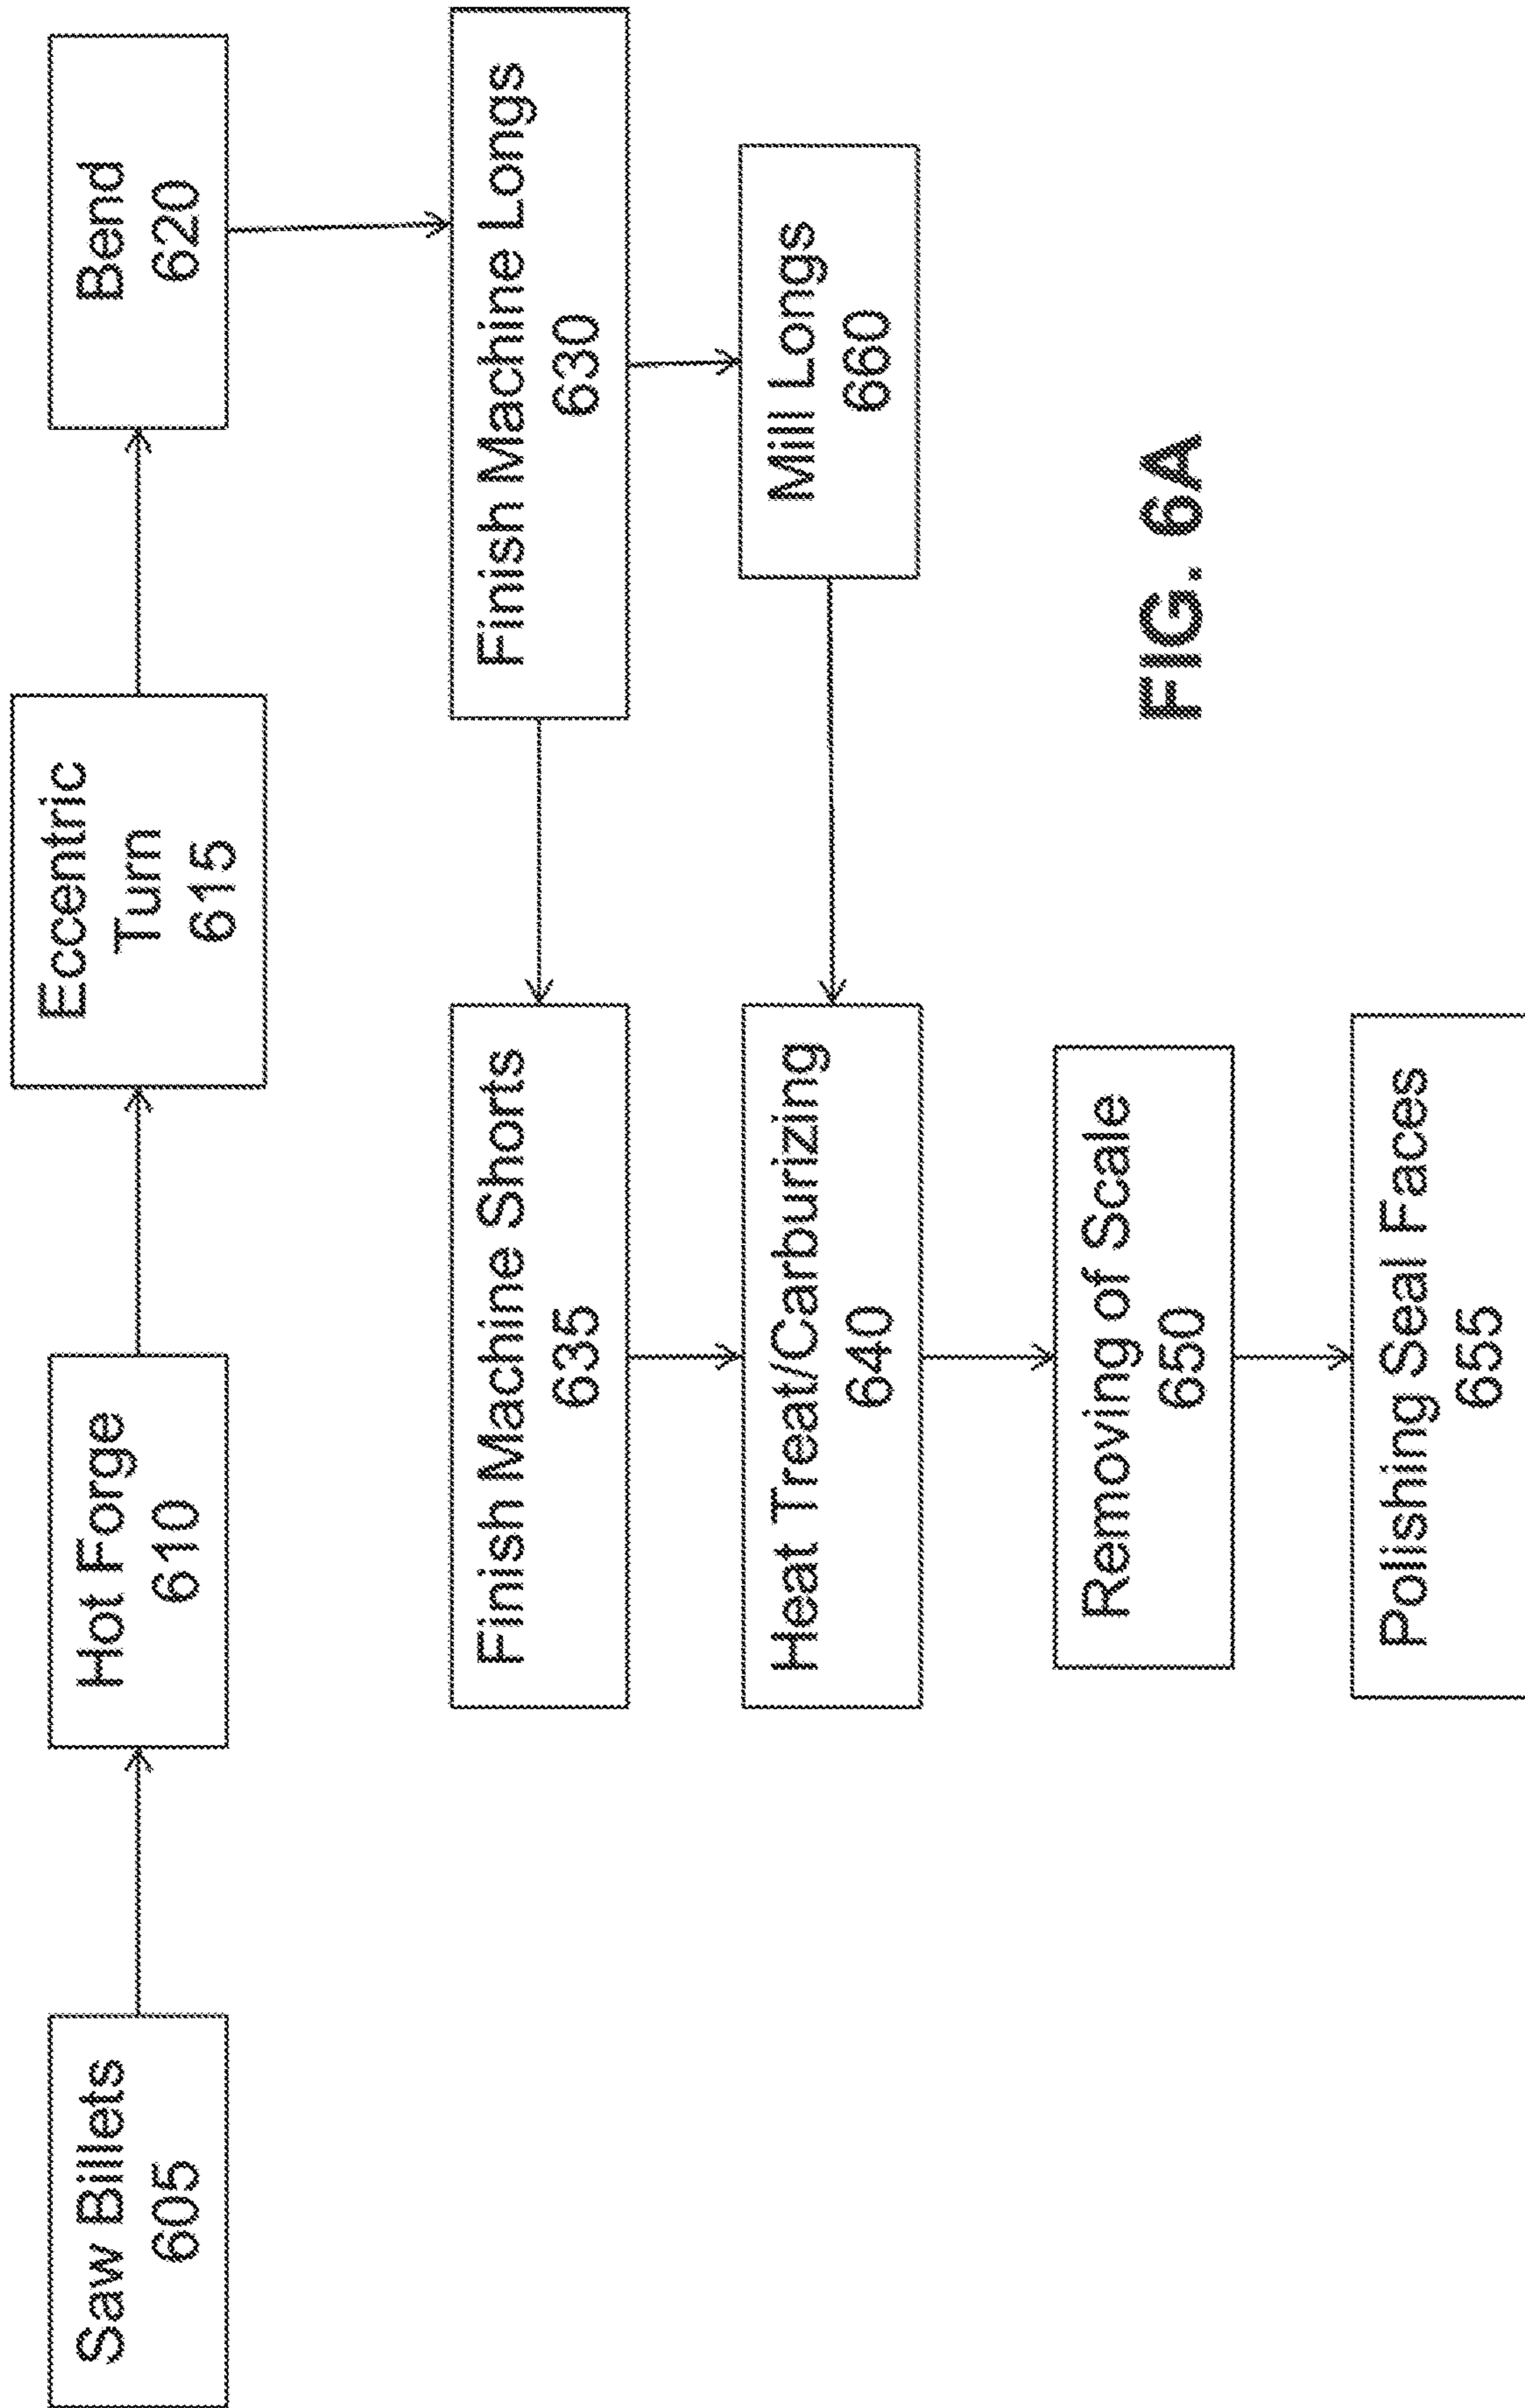 Saw Billets
605
Hot Forge
610
Eccentric
Turn
615
Bend
620
Finish Machine Shorts
635
Finish Machine Longs
630
Heat Treat/Carburizing
640
Mill Longs
660
Removing of Scale
650
Polishing Seal Faces
655
FIG. 6A